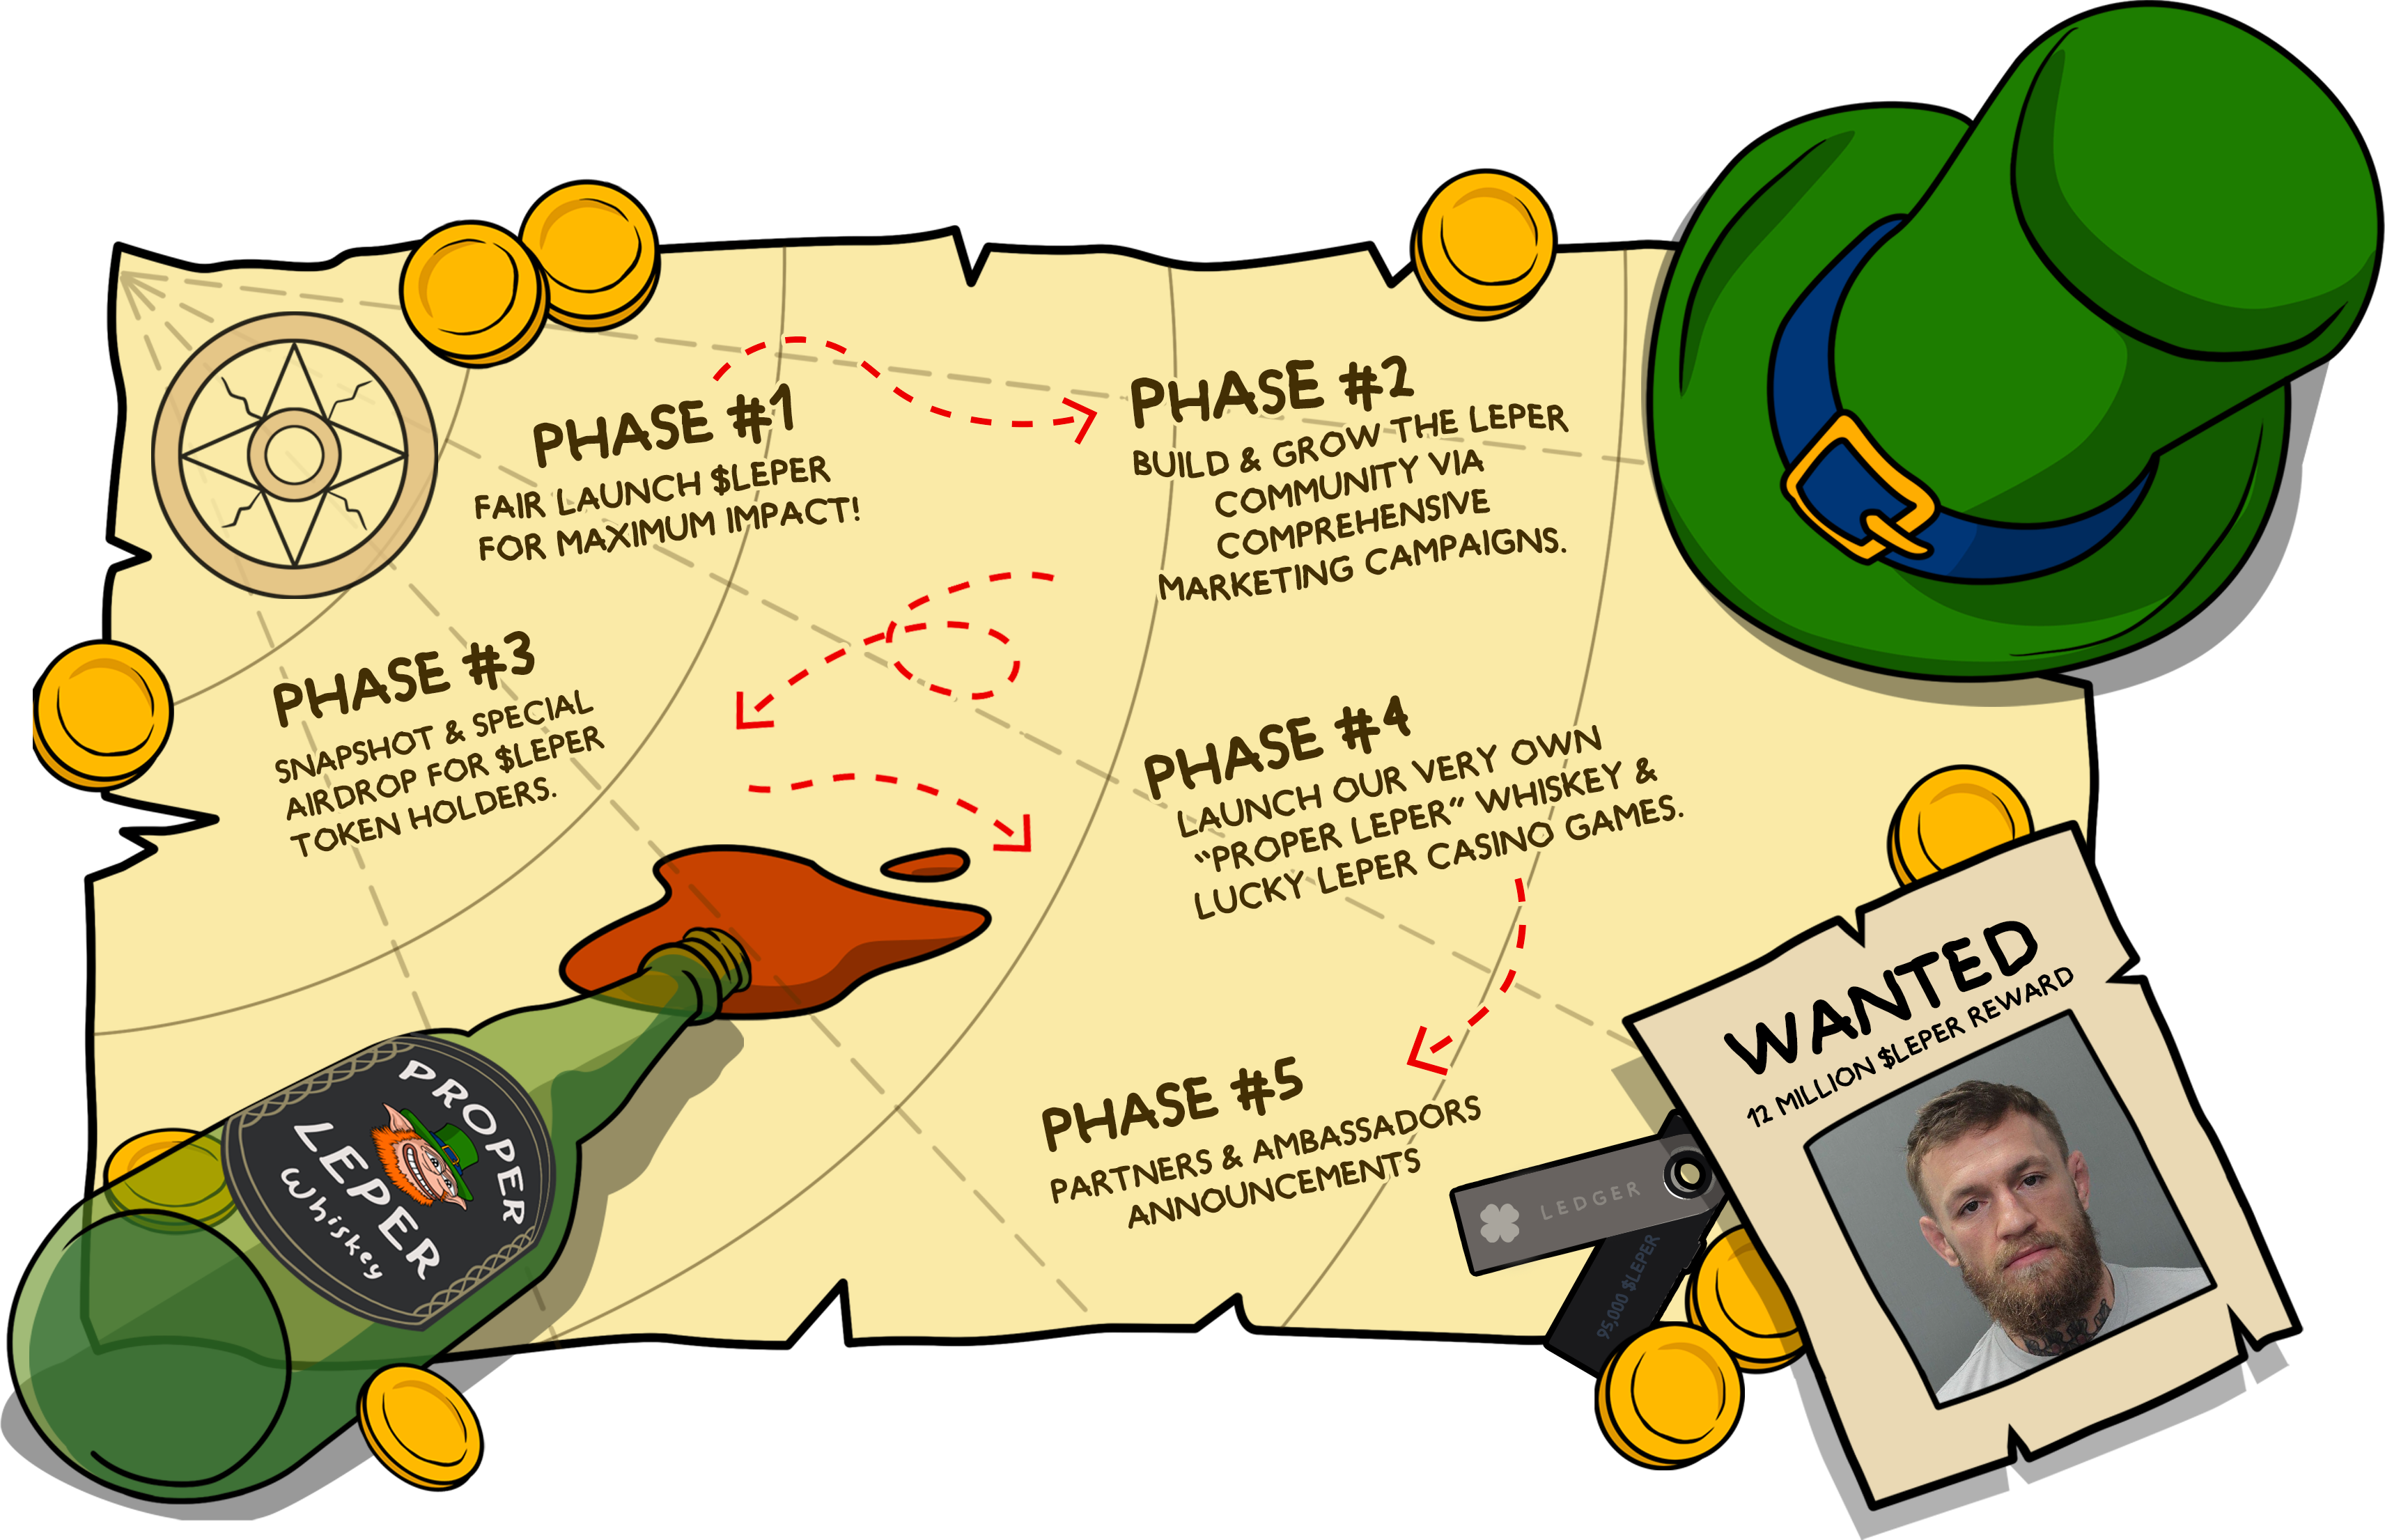 PHASE #1
FAIR LAUNCH $LEPER
FOR MAXIMUM IMPACT!
PHASE #2
BUILD & GROW THE LEPER
COMMUNITY VIA
COMPREHENSIVE
MARKETING CAMPAIGNS.
PHASE #3
SNAPSHOT & SPECIAL
AIRDROP FOR $LEPER
TOKEN HOLDERS.
PHASE #4
LAUNCH OUR VERY OWN
“PROPER LEPER” WHISKEY &
LUCKY LEPER CASINO GAMES.
PHASE #5
PARTNERS & AMBASSADORS
ANNOUNCEMENTS
PROPER
LEPER
Whiskey
LEDGER
95,000 $LEPER
WANTED
12 MILLION $LEPER REWARD